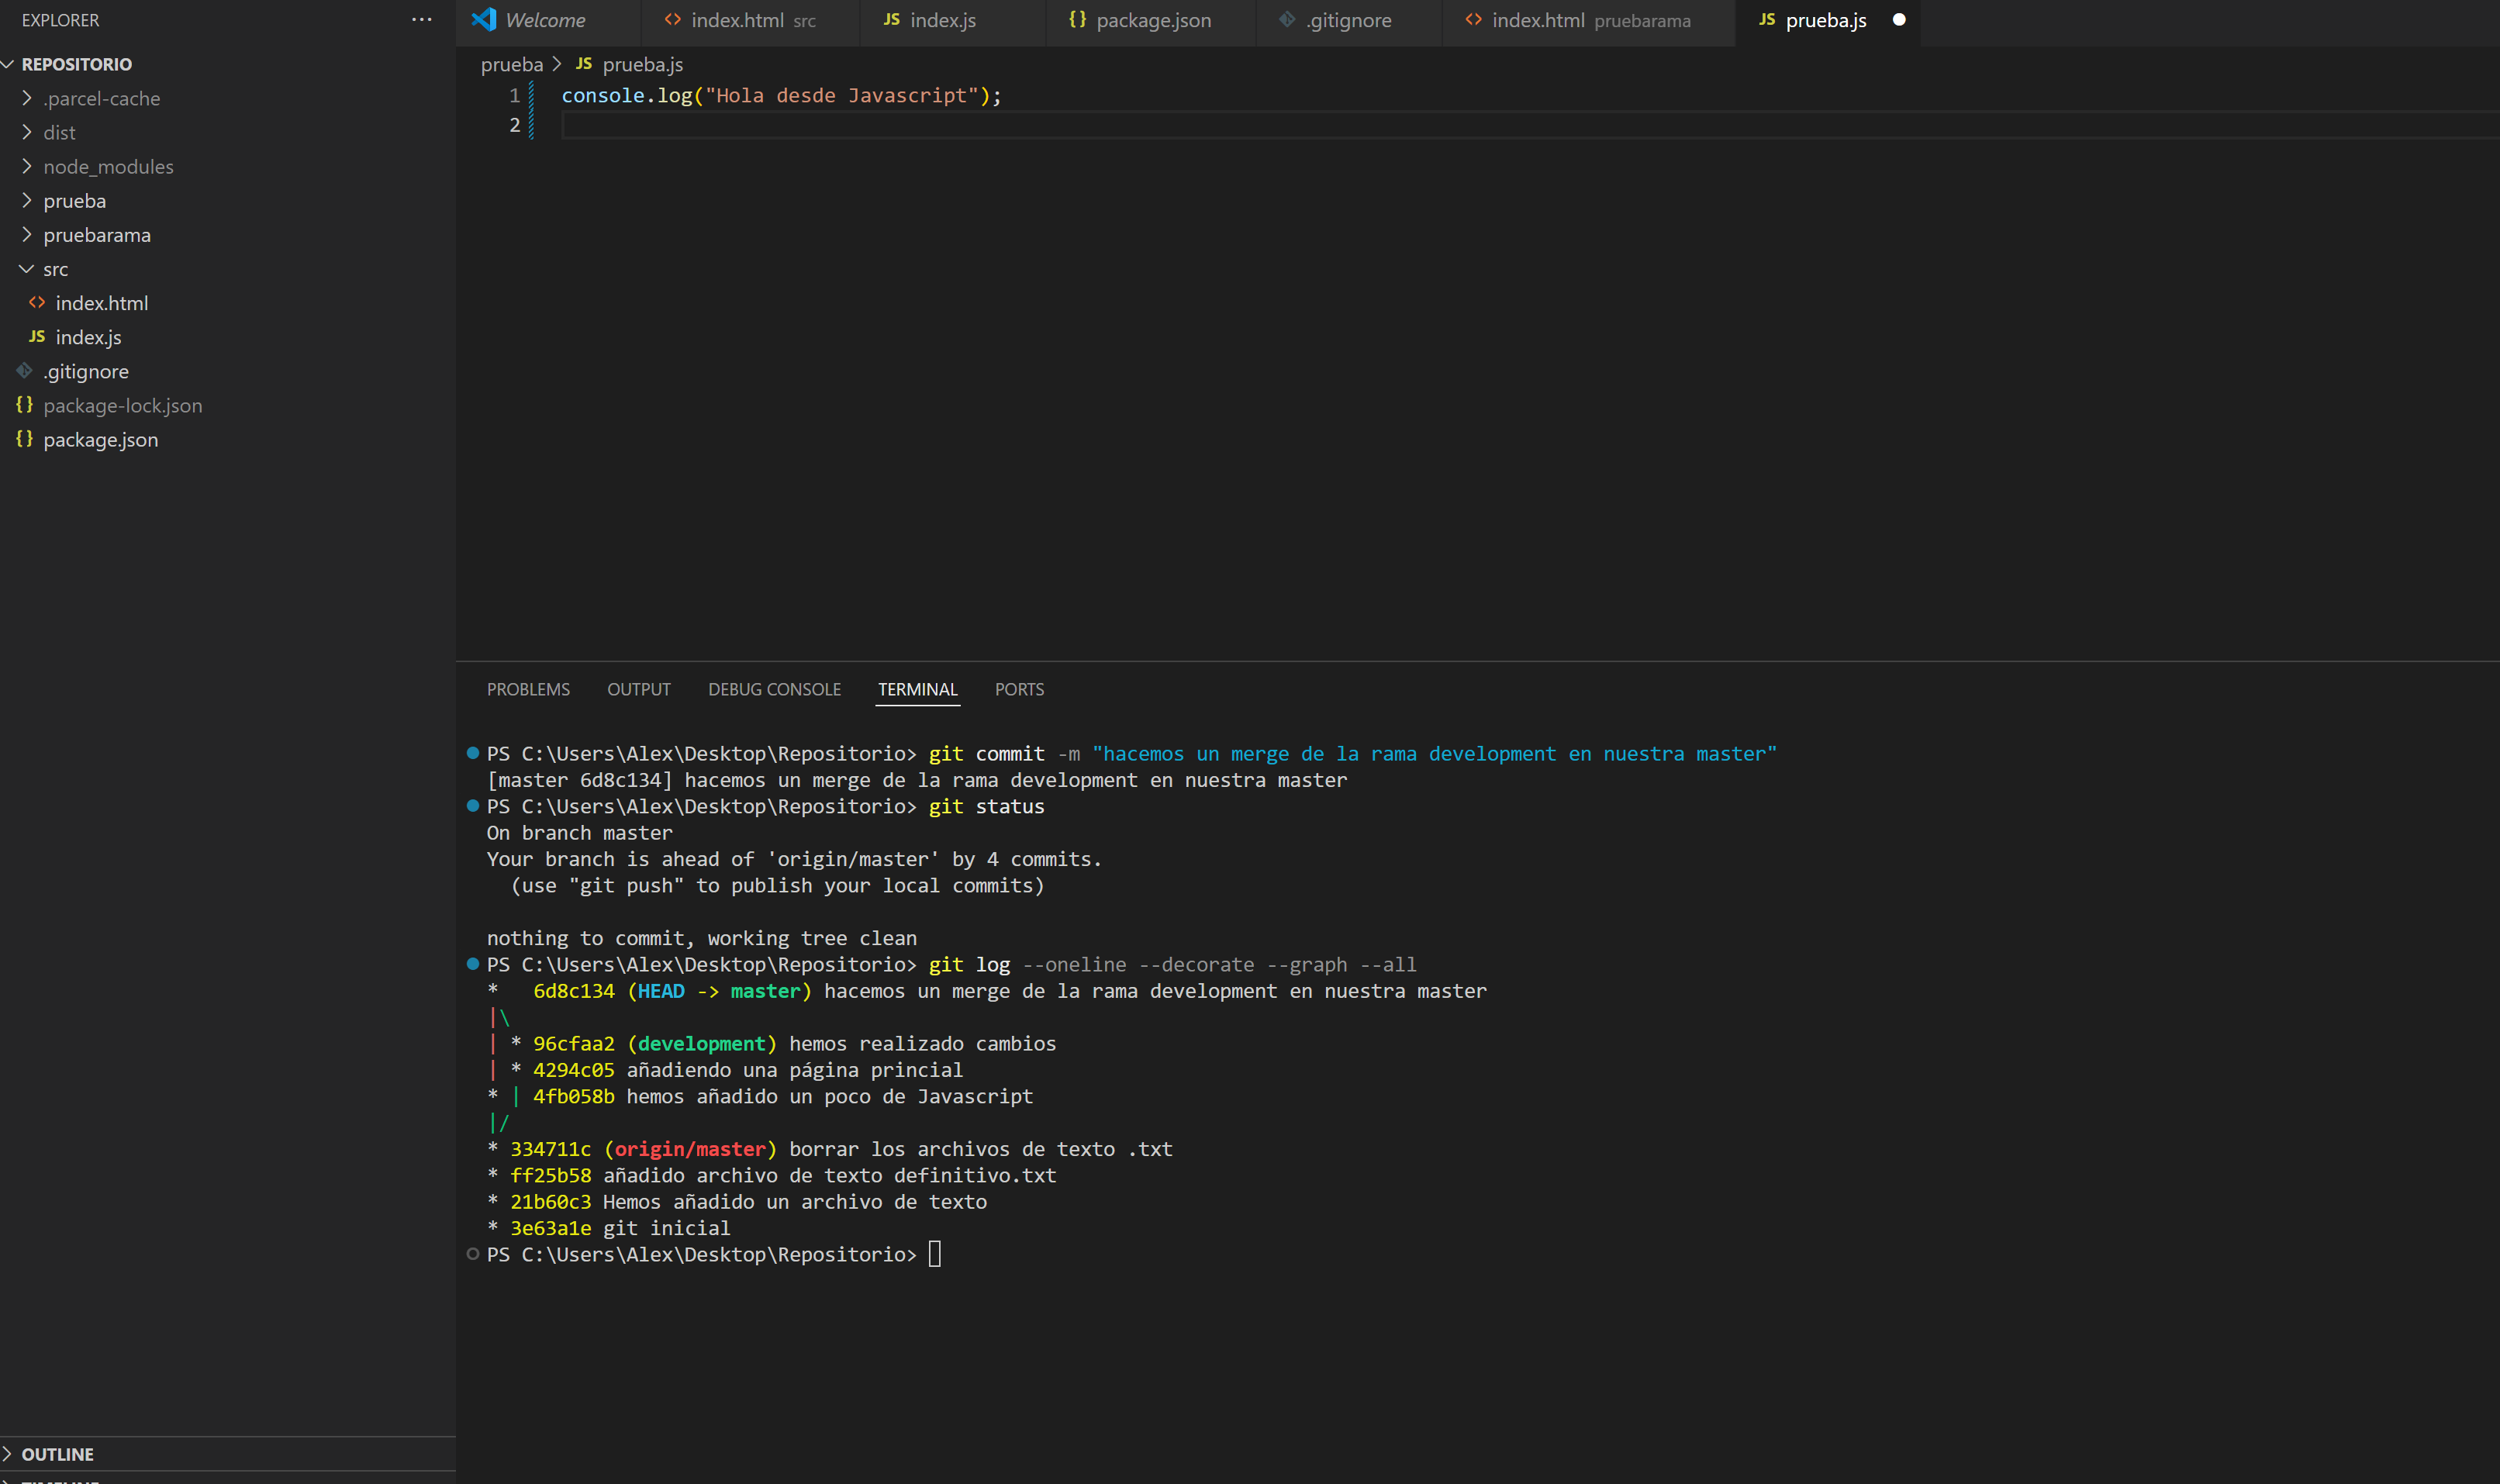 EXPLORER
REPOSITORIO
.parcel-cache
dist
node_modules
prueba
pruebarama
src
index.html
JS index.js
.gitignore
{} package-lock.json
{} package.json
OUTLINE
TIMELINE
Welcome
index.html src
JS index.js
{} package.json
.gitignore
index.html pruebarama
JS prueba.js
prueba > JS prueba.js
1 console.log("Hola desde Javascript");
2
PROBLEMS OUTPUT DEBUG CONSOLE TERMINAL PORTS
PS C:\Users\Alex\Desktop\Repositorio> git commit -m "hacemos un merge de la rama development en nuestra master"
[master 6d8c134] hacemos un merge de la rama development en nuestra master
PS C:\Users\Alex\Desktop\Repositorio> git status
On branch master
Your branch is ahead of 'origin/master' by 4 commits.
(use "git push" to publish your local commits)
nothing to commit, working tree clean
PS C:\Users\Alex\Desktop\Repositorio> git log --oneline --decorate --graph --all
*   6d8c134 (HEAD -> master) hacemos un merge de la rama development en nuestra master
|\
| * 96cfaa2 (development) hemos realizado cambios
| * 4294c05 añadiendo una página princial
* | 4fb058b hemos añadido un poco de Javascript
|/
* 334711c (origin/master) borrar los archivos de texto .txt
* ff25b58 añadido archivo de texto definitivo.txt
* 21b60c3 Hemos añadido un archivo de texto
* 3e63a1e git inicial
PS C:\Users\Alex\Desktop\Repositorio>